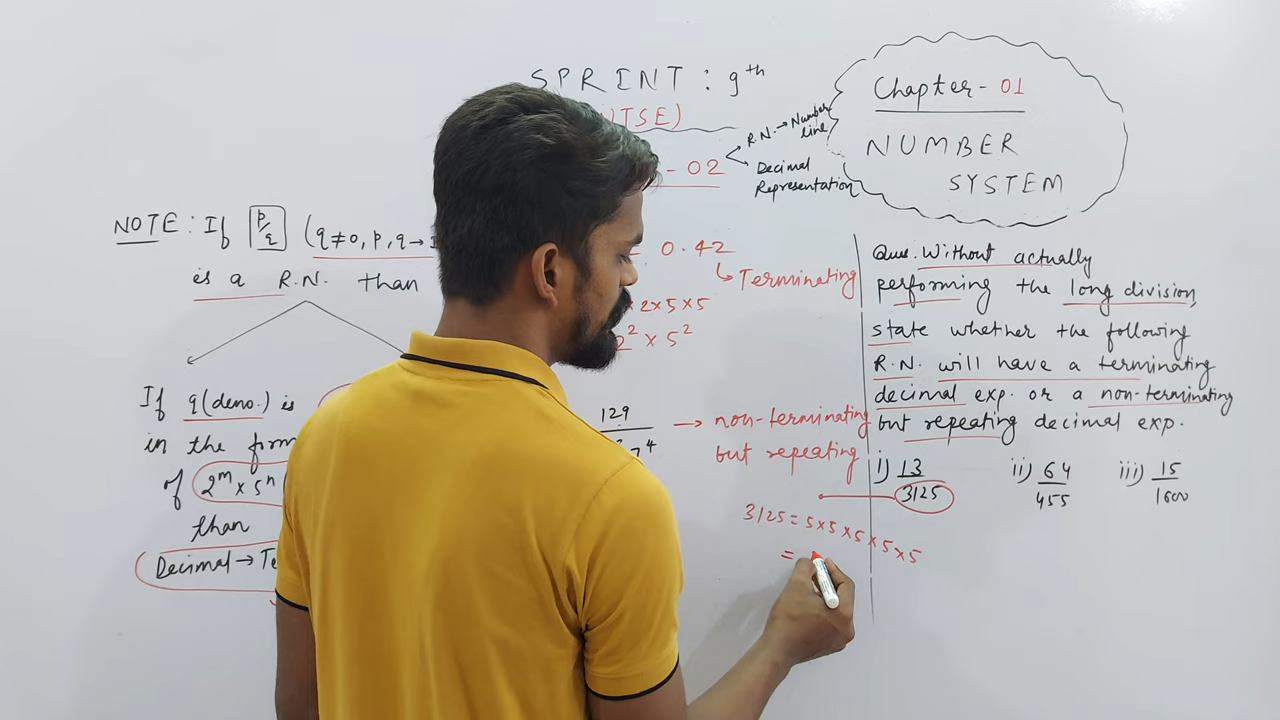 SPRINT : 9th
NTSE)
- 02
R.N. → Number line
Decimal Representation
Chapter - 01
NUMBER
SYSTEM
NOTE : If p/q (q≠0, p, q →
is a R.N. than
If q (deno.) is
in the form
of 2^m × 5^n
than
Decimal → Te
0.42
Terminating
×2×5×5
2² × 5²
129
→ non-terminating
but repeating
Ques. Without actually
performing the long division,
state whether the following
R.N. will have a terminating
decimal exp. or a non-terminating
but repeating decimal exp.
i) 13/3125 ii) 64/455 iii) 15/1600
3125 = 5×5×5×5×5
=